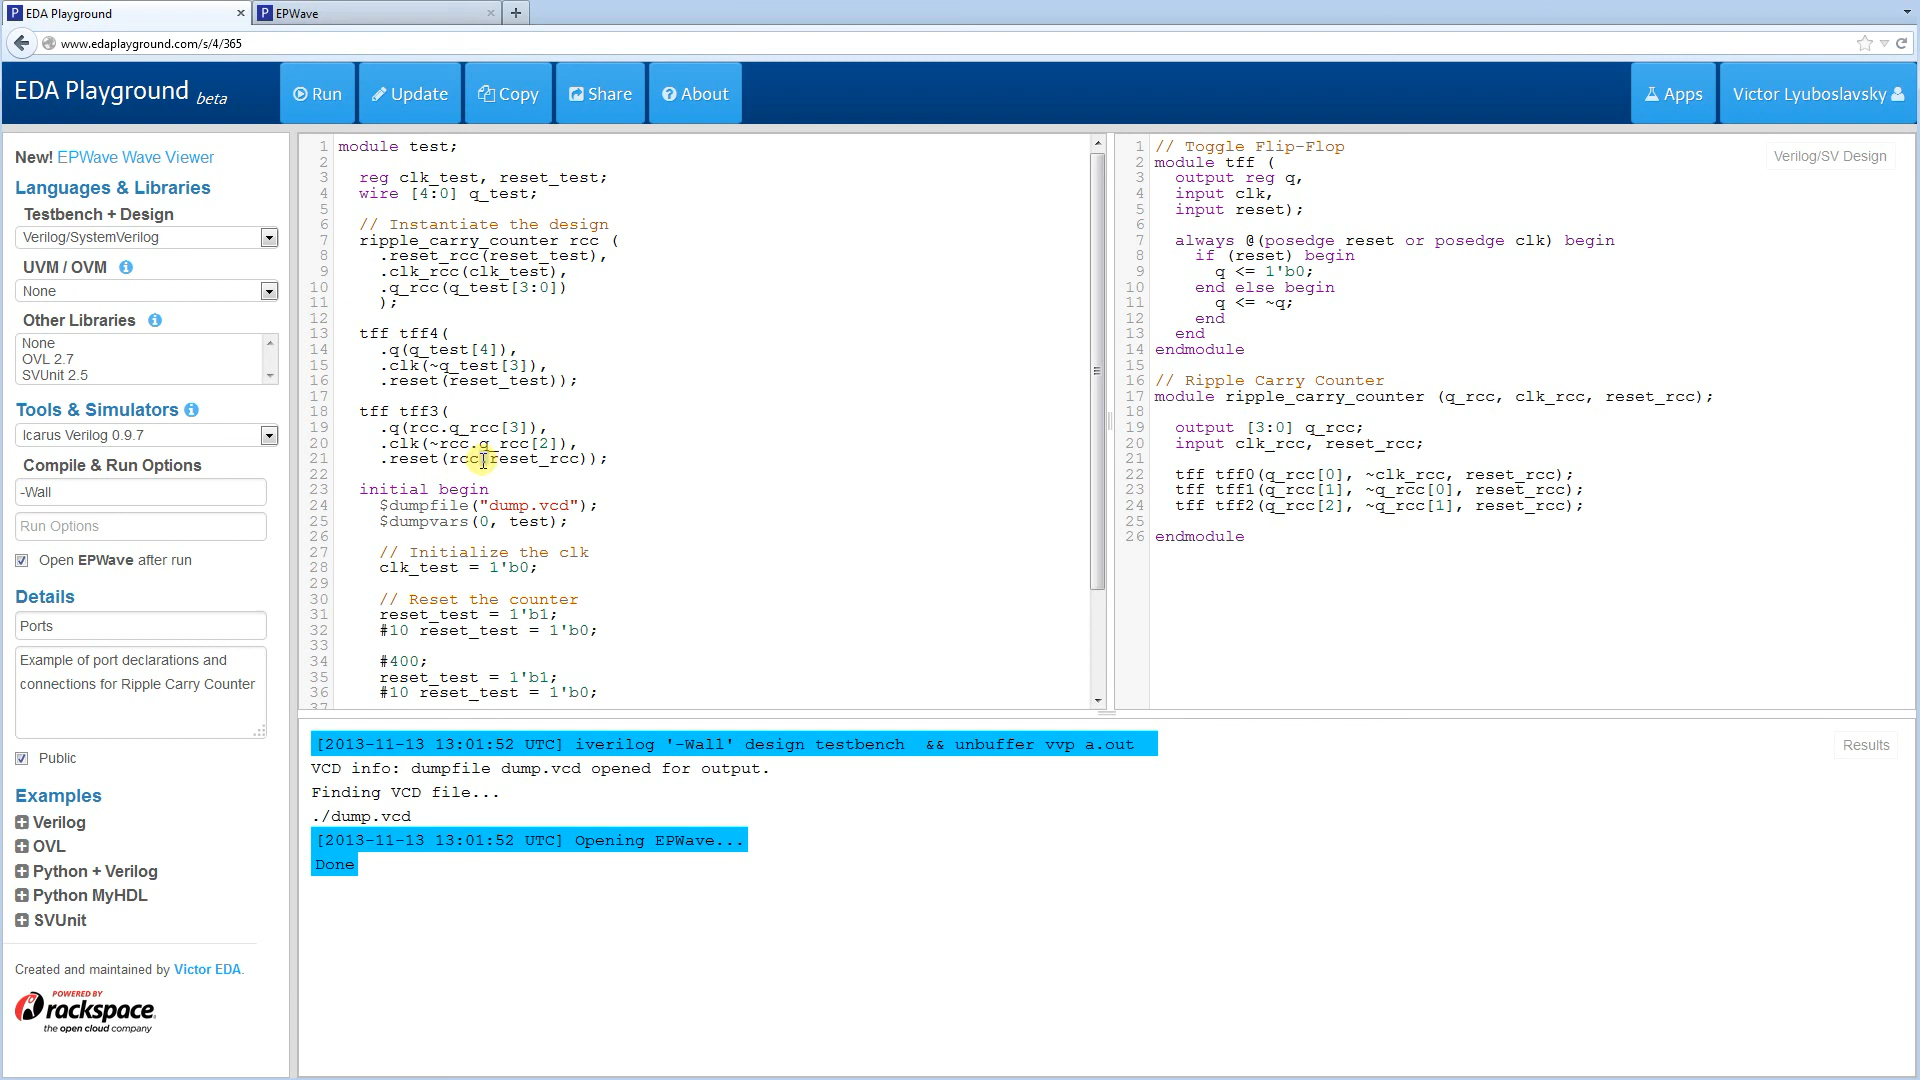 EDA Playground
EPWave
www.edaplayground.com/s/4/365
EDA Playground beta
Run
Update
Copy
Share
About
Apps
Victor Lyuboslavsky
New! EPWave Wave Viewer
Languages & Libraries
Testbench + Design
Verilog/SystemVerilog
UVM / OVM
None
Other Libraries
None
OVL 2.7
SVUnit 2.5
Tools & Simulators
Icarus Verilog 0.9.7
Compile & Run Options
-Wall
Run Options
Open EPWave after run
Details
Ports
Example of port declarations and
connections for Ripple Carry Counter
Public
Examples
Verilog
OVL
Python + Verilog
Python MyHDL
SVUnit
Created and maintained by Victor EDA.
POWERED BY
rackspace
the open cloud company
1 module test;
2
3 reg clk_test, reset_test;
4 wire [4:0] q_test;
5
6 // Instantiate the design
7 ripple_carry_counter rcc (
8 .reset_rcc(reset_test),
9 .clk_rcc(clk_test),
10 .q_rcc(q_test[3:0])
11 );
12
13 tff tff4(
14 .q(q_test[4]),
15 .clk(~q_test[3]),
16 .reset(reset_test));
17
18 tff tff3(
19 .q(rcc.q_rcc[3]),
20 .clk(~rcc.q_rcc[2]),
21 .reset(rcc.reset_rcc));
22
23 initial begin
24 $dumpfile("dump.vcd");
25 $dumpvars(0, test);
26
27 // Initialize the clk
28 clk_test = 1'b0;
29
30 // Reset the counter
31 reset_test = 1'b1;
32 #10 reset_test = 1'b0;
33
34 #400;
35 reset_test = 1'b1;
36 #10 reset_test = 1'b0;
37
Verilog/SV Design
1 // Toggle Flip-Flop
2 module tff (
3 output reg q,
4 input clk,
5 input reset);
6
7 always @(posedge reset or posedge clk) begin
8 if (reset) begin
9 q <= 1'b0;
10 end else begin
11 q <= ~q;
12 end
13 end
14 endmodule
15
16 // Ripple Carry Counter
17 module ripple_carry_counter (q_rcc, clk_rcc, reset_rcc);
18
19 output [3:0] q_rcc;
20 input clk_rcc, reset_rcc;
21
22 tff tff0(q_rcc[0], ~clk_rcc, reset_rcc);
23 tff tff1(q_rcc[1], ~q_rcc[0], reset_rcc);
24 tff tff2(q_rcc[2], ~q_rcc[1], reset_rcc);
25
26 endmodule
Results
[2013-11-13 13:01:52 UTC] iverilog '-Wall' design testbench && unbuffer vvp a.out
VCD info: dumpfile dump.vcd opened for output.
Finding VCD file...
./dump.vcd
[2013-11-13 13:01:52 UTC] Opening EPWave...
Done